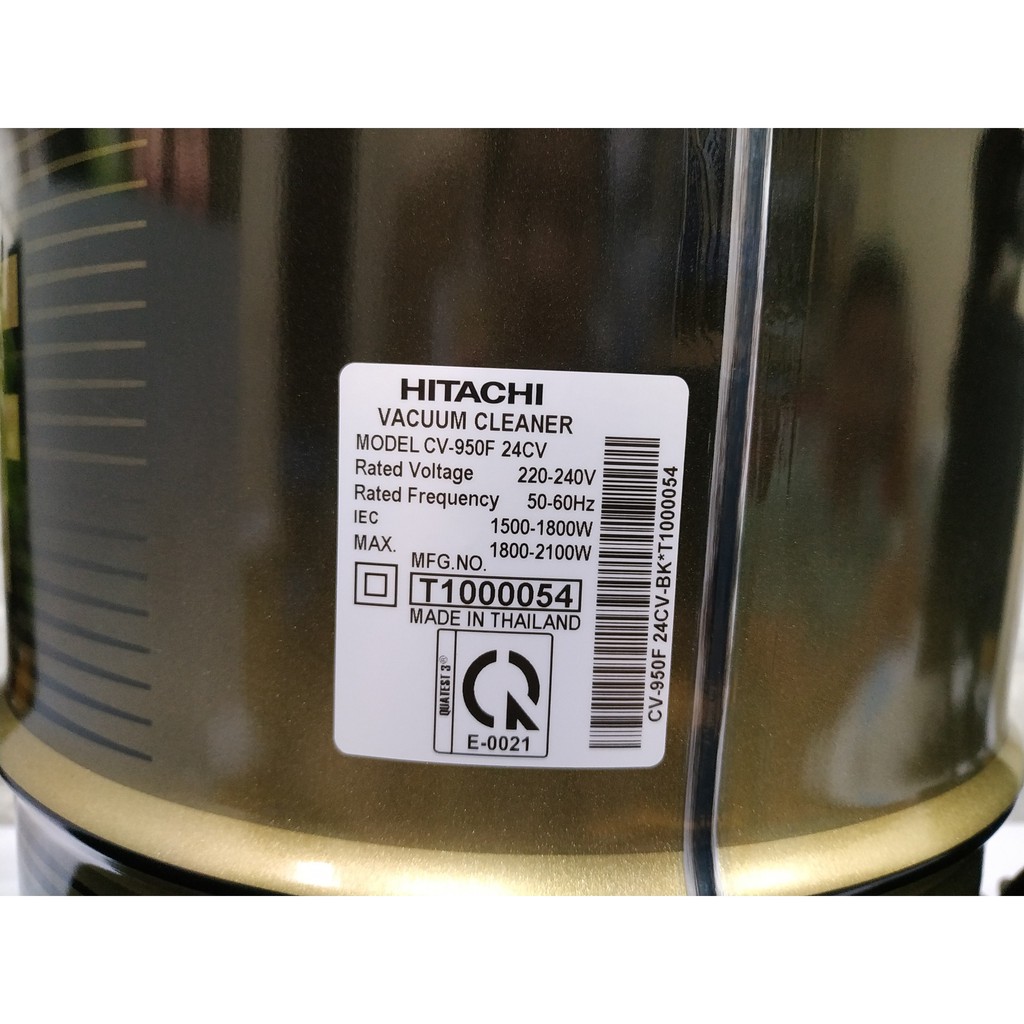 HITACHI
VACUUM CLEANER
MODEL CV-950F 24CV
Rated Voltage 220-240V
Rated Frequency 50-60Hz
IEC 1500-1800W
MAX. 1800-2100W
MFG.NO.
T1000054
MADE IN THAILAND
QUATEST 3®
E-0021
CV-950F 24CV-BK*T1000054